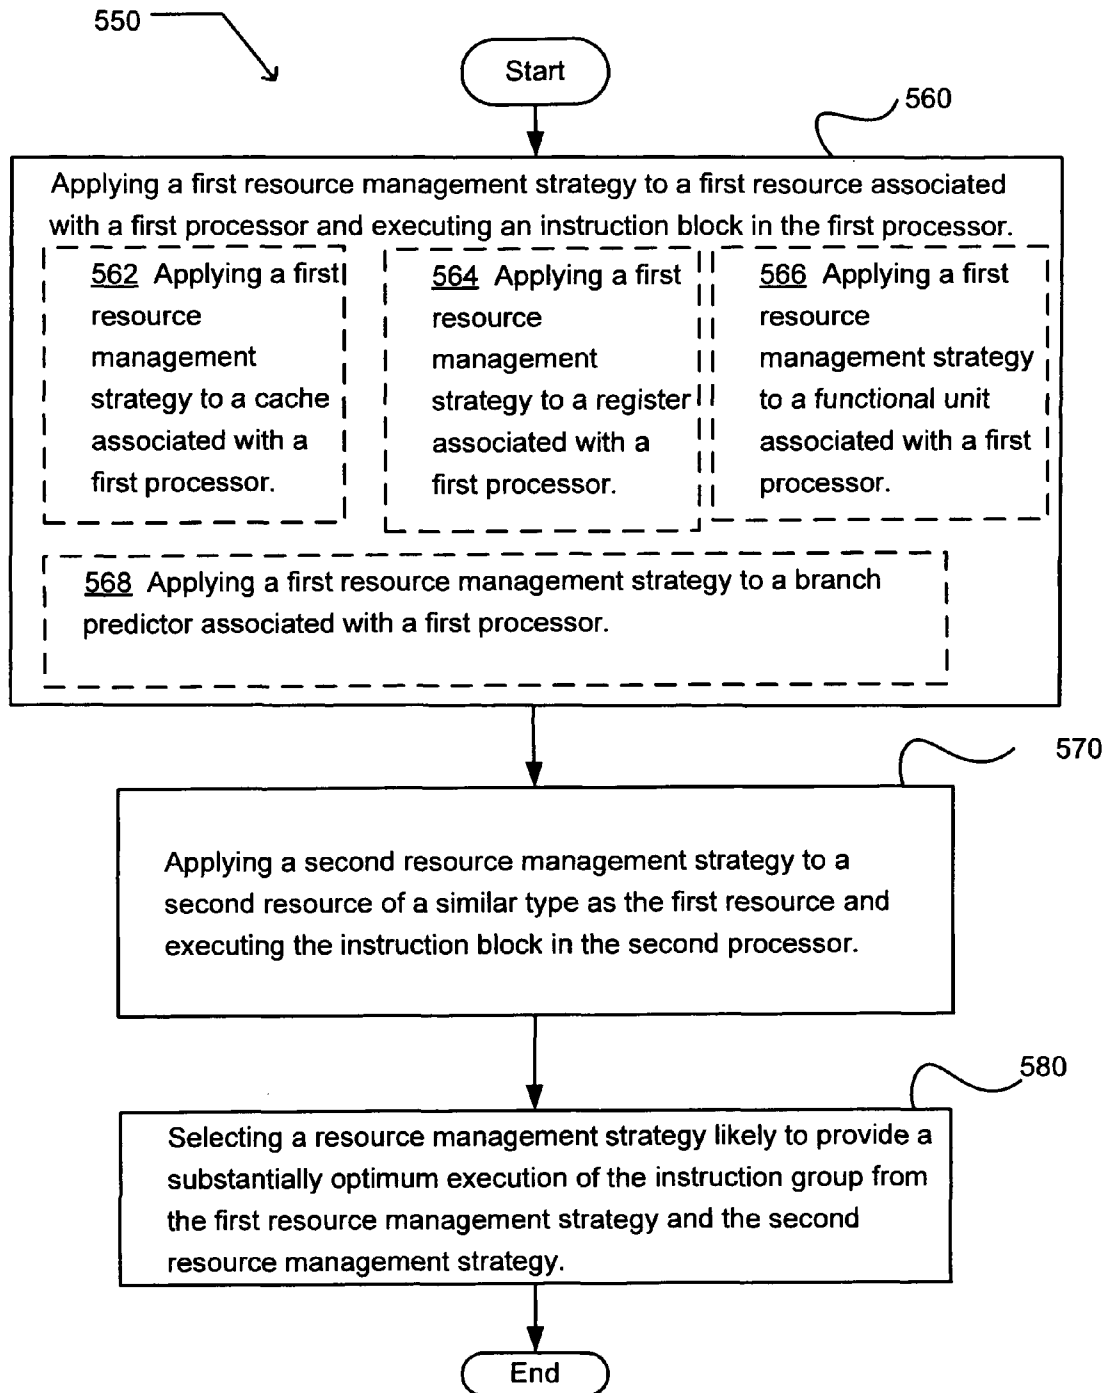 550
Start
560
Applying a first resource management strategy to a first resource associated
with a first processor and executing an instruction block in the first processor.
562 Applying a first
resource
management
strategy to a cache
associated with a
first processor.
564 Applying a first
resource
management
strategy to a register
associated with a
first processor.
566 Applying a first
resource
management strategy
to a functional unit
associated with a first
processor.
568 Applying a first resource management strategy to a branch
predictor associated with a first processor.
570
Applying a second resource management strategy to a
second resource of a similar type as the first resource and
executing the instruction block in the second processor.
580
Selecting a resource management strategy likely to provide a
substantially optimum execution of the instruction group from
the first resource management strategy and the second
resource management strategy.
End